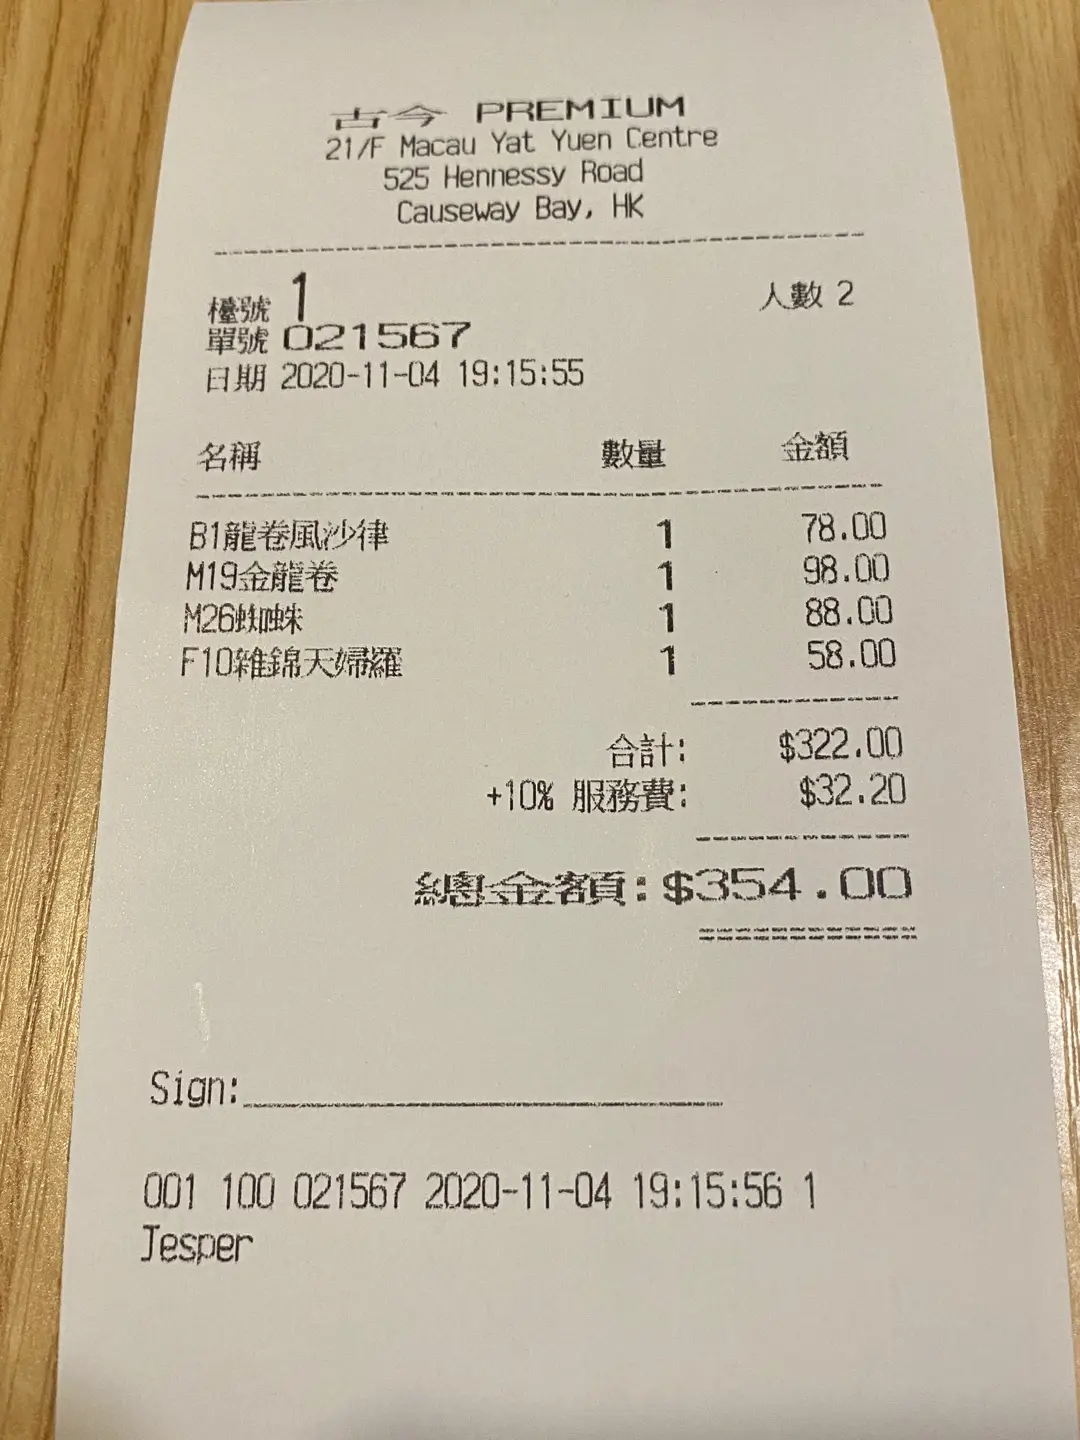 古今 PREMIUM
21/F Macau Yat Yuen Centre
525 Hennessy Road
Causeway Bay, HK
檯號 1 人數 2
單號 021567
日期 2020-11-04 19:15:55
名稱 數量 金額
B1龍卷風沙律 1 78.00
M19金龍卷 1 98.00
M26蜘蛛 1 88.00
F10雜錦天婦羅 1 58.00
合計: $322.00
+10% 服務費: $32.20
總金額:$354.00
Sign:
001 100 021567 2020-11-04 19:15:56 1
Jesper